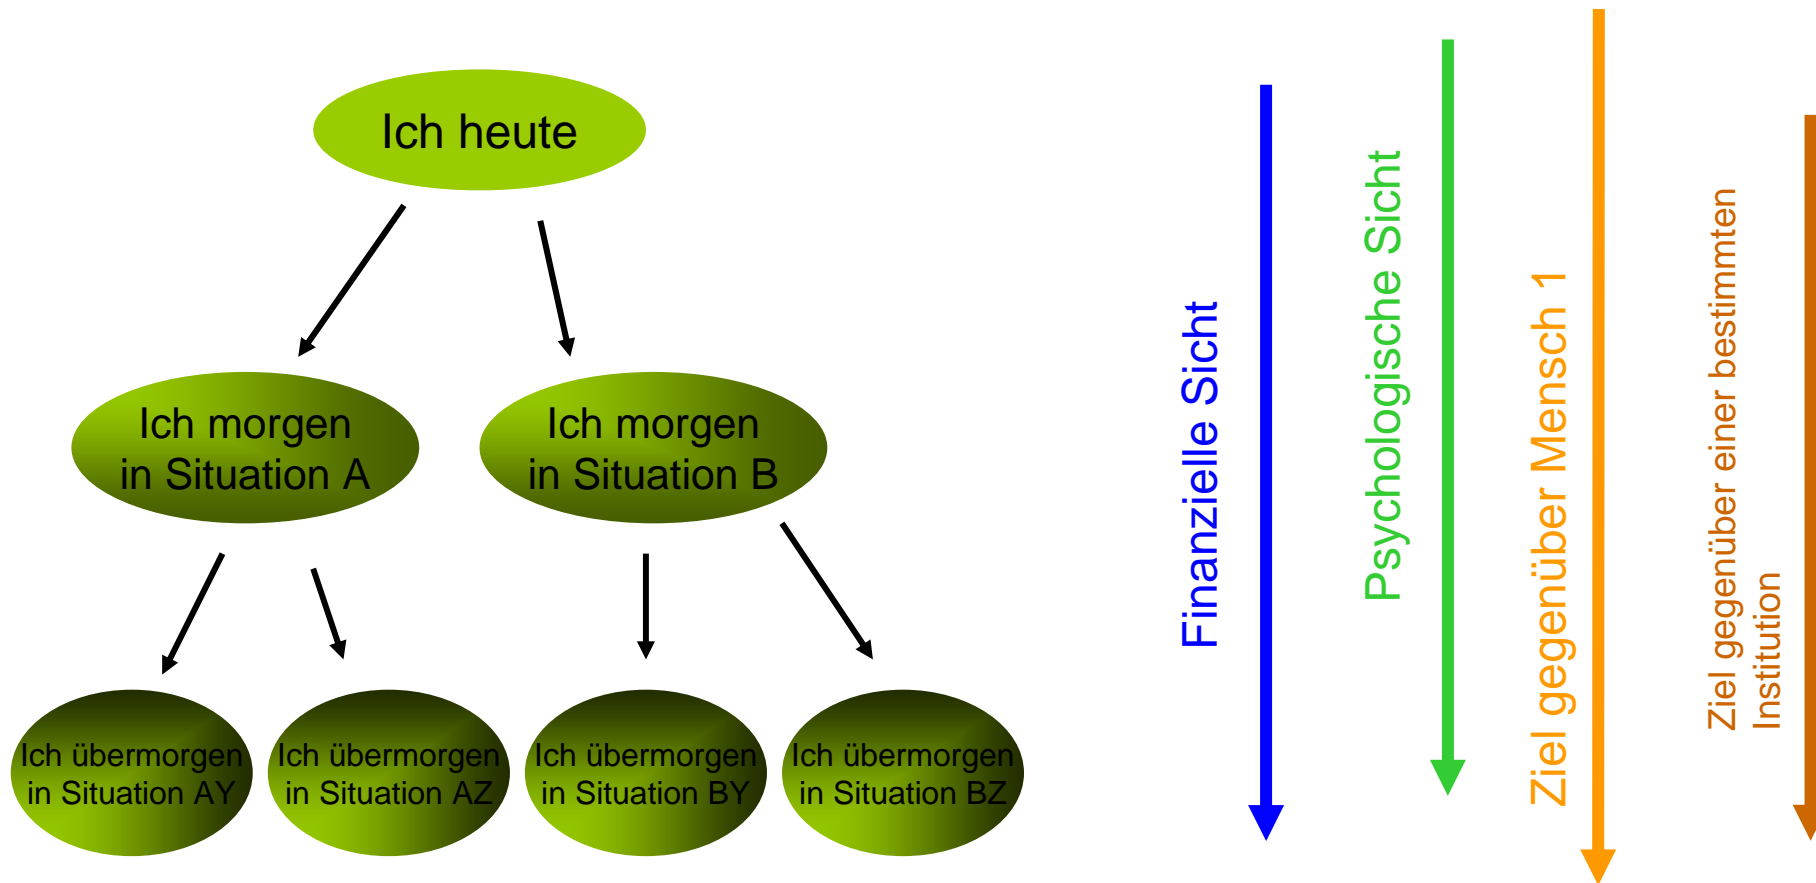 Ich heute
Ich morgen
in Situation A
Ich morgen
in Situation B
Ich übermorgen
in Situation AY
Ich übermorgen
in Situation AZ
Ich übermorgen
in Situation BY
Ich übermorgen
in Situation BZ
Finanzielle Sicht
Psychologische Sicht
Ziel gegenüber Mensch 1
Ziel gegenüber einer bestimmten
Institution